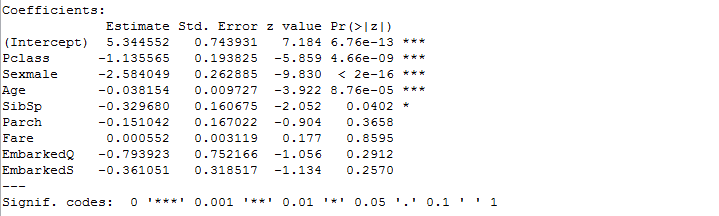 Coefficients:
             Estimate Std. Error z value Pr(>|z|)
(Intercept)  5.344552   0.743931   7.184 6.76e-13 ***
Pclass      -1.135565   0.193825  -5.859 4.66e-09 ***
Sexmale     -2.584049   0.262885  -9.830  < 2e-16 ***
Age         -0.038154   0.009727  -3.922 8.76e-05 ***
SibSp       -0.329680   0.160675  -2.052   0.0402 *
Parch       -0.151042   0.167022  -0.904   0.3658
Fare         0.000552   0.003119   0.177   0.8595
EmbarkedQ   -0.793923   0.752166  -1.056   0.2912
EmbarkedS   -0.361051   0.318517  -1.134   0.2570
---
Signif. codes:  0 '***' 0.001 '**' 0.01 '*' 0.05 '.' 0.1 ' ' 1